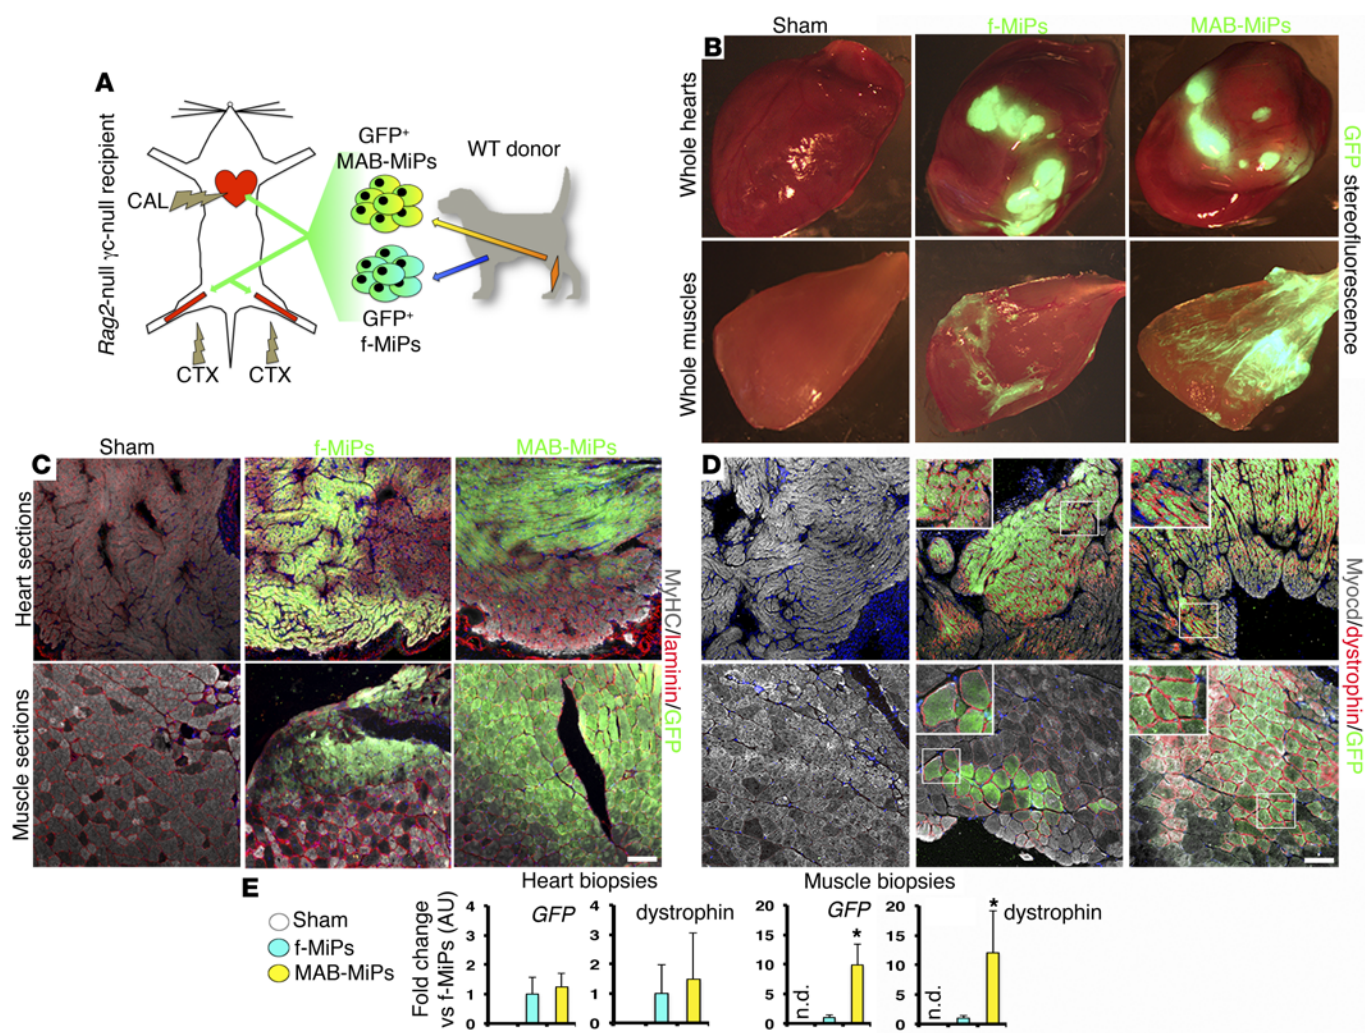 A
Rag2-null γc-null recipient
CAL
CTX
CTX
GFP+
MAB-MiPs
WT donor
GFP+
f-MiPs
B
Sham
f-MiPs
MAB-MiPs
Whole hearts
Whole muscles
GFP stereofluorescence
C
Sham
f-MiPs
MAB-MiPs
Heart sections
Muscle sections
MyHC/laminin/GFP
D
Myocd/dystrophin/GFP
E
Sham
f-MiPs
MAB-MiPs
Heart biopsies
Muscle biopsies
Fold change
vs f-MiPs (AU)
4
3
2
1
0
GFP
4
3
2
1
0
dystrophin
20
15
10
5
0
n.d.
GFP
*
20
15
10
5
0
n.d.
*
dystrophin